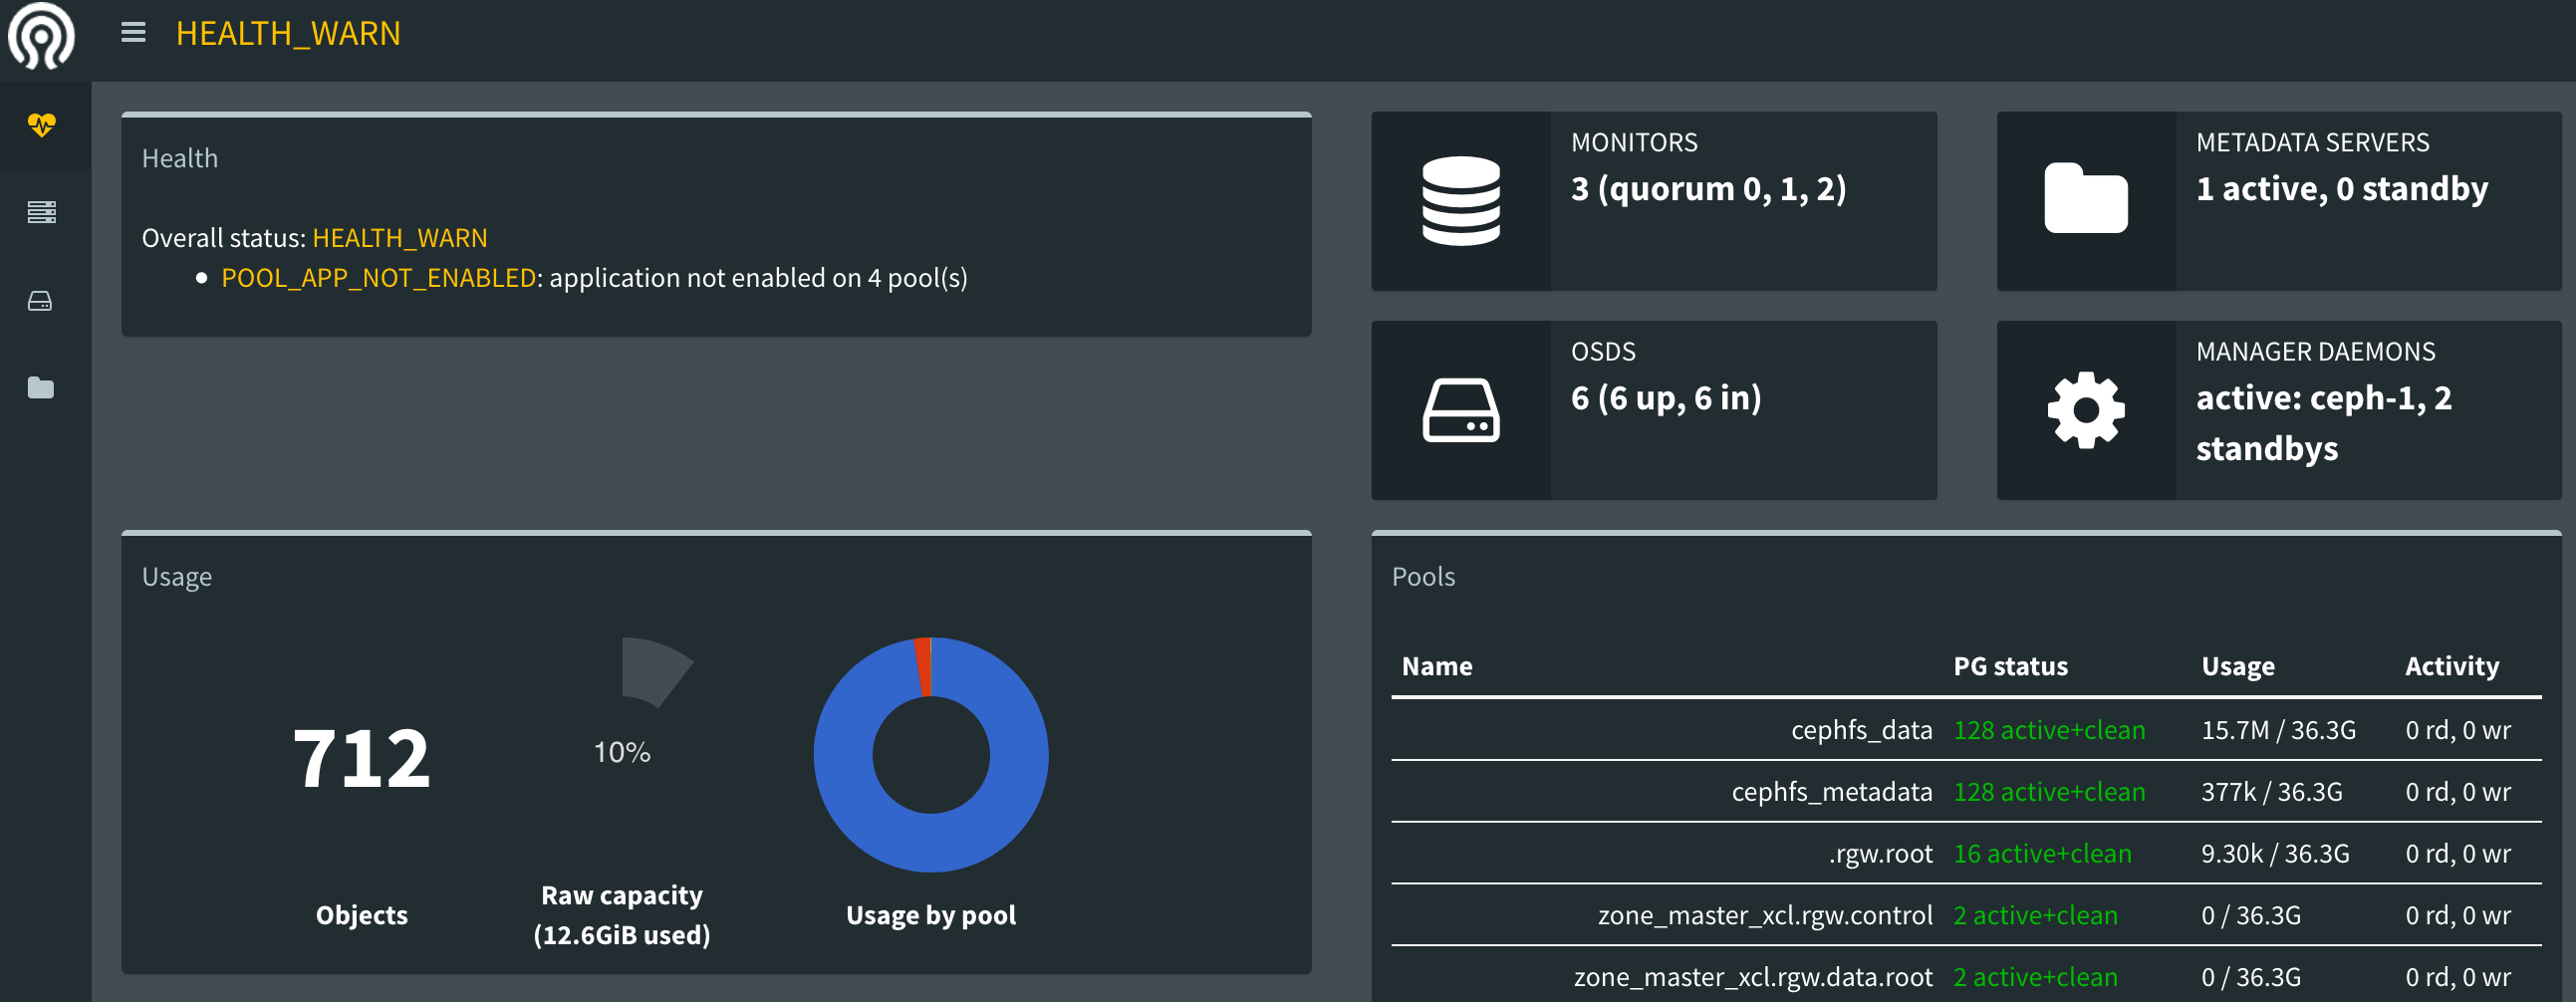 HEALTH_WARN
Health
Overall status: HEALTH_WARN
POOL_APP_NOT_ENABLED: application not enabled on 4 pool(s)
MONITORS
3 (quorum 0, 1, 2)
METADATA SERVERS
1 active, 0 standby
OSDS
6 (6 up, 6 in)
MANAGER DAEMONS
active: ceph-1, 2
standbys
Usage
712
Objects
10%
Raw capacity
(12.6GiB used)
Usage by pool
Pools
Name PG status Usage Activity
cephfs_data 128 active+clean 15.7M / 36.3G 0 rd, 0 wr
cephfs_metadata 128 active+clean 377k / 36.3G 0 rd, 0 wr
.rgw.root 16 active+clean 9.30k / 36.3G 0 rd, 0 wr
zone_master_xcl.rgw.control 2 active+clean 0 / 36.3G 0 rd, 0 wr
zone_master_xcl.rgw.data.root 2 active+clean 0 / 36.3G 0 rd, 0 wr